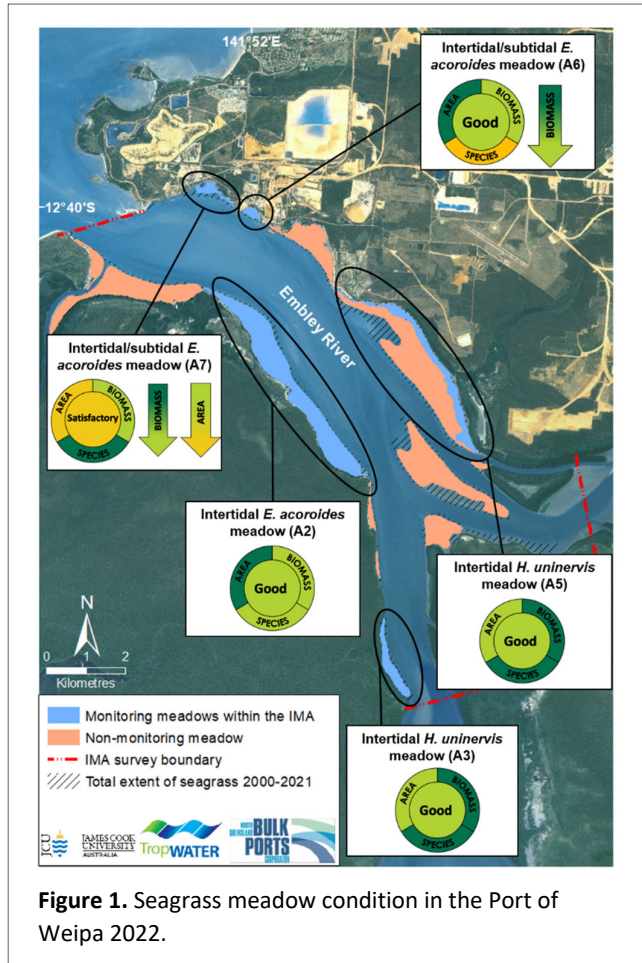 141°52'E
Intertidal/subtidal E.
acoroides meadow (A6)
AREA
BIOMASS
Good
SPECIES
BIOMASS
12°40'S
Embley River
Intertidal/subtidal E.
acoroides meadow (A7)
AREA
BIOMASS
Satisfactory
SPECIES
BIOMASS
AREA
Intertidal E. acoroides
meadow (A2)
AREA
BIOMASS
Good
SPECIES
Intertidal H. uninervis
meadow (A5)
AREA
BIOMASS
Good
SPECIES
N
0 1 2
Kilometres
Intertidal H. uninervis
meadow (A3)
AREA
BIOMASS
Good
SPECIES
Monitoring meadows within the IMA
Non-monitoring meadow
IMA survey boundary
Total extent of seagrass 2000-2021
JCU
JAMES COOK
UNIVERSITY
AUSTRALIA
TropWATER
NORTH
QUEENSLAND
BULK
PORTS
CORPORATION
Figure 1. Seagrass meadow condition in the Port of
Weipa 2022.